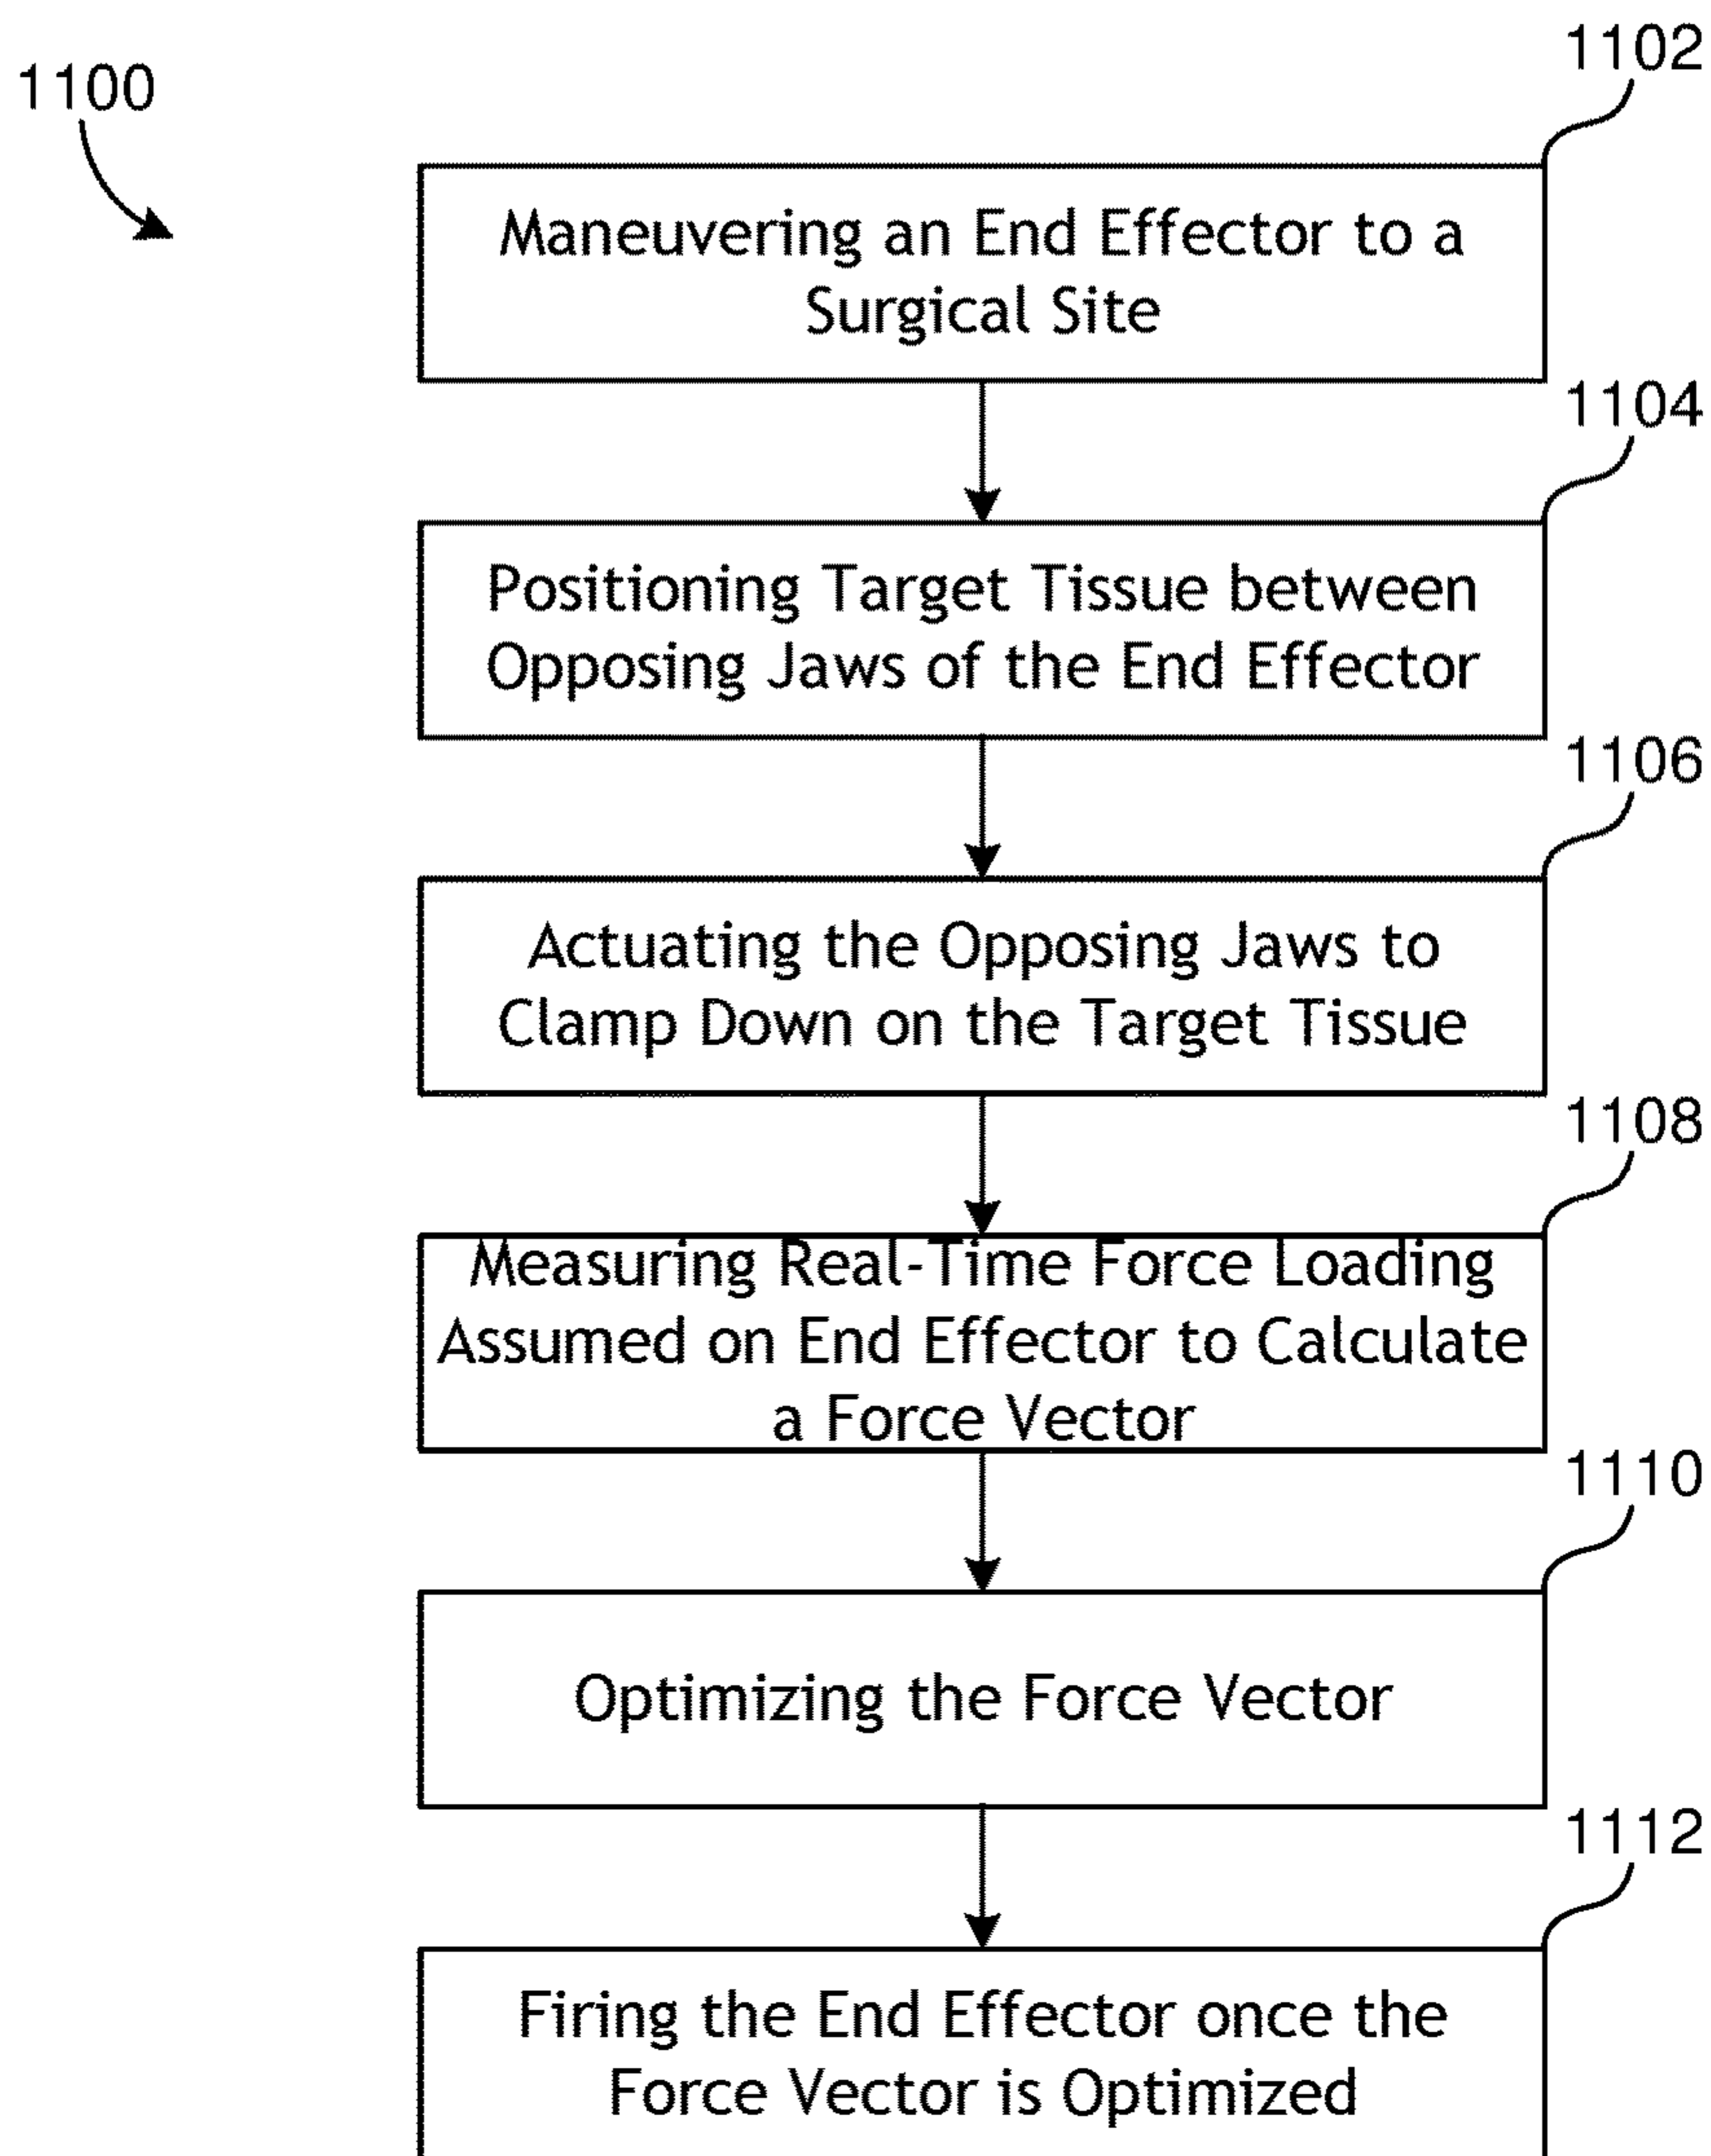 1100
1102
Maneuvering an End Effector to a
Surgical Site
1104
Positioning Target Tissue between
Opposing Jaws of the End Effector
1106
Actuating the Opposing Jaws to
Clamp Down on the Target Tissue
1108
Measuring Real-Time Force Loading
Assumed on End Effector to Calculate
a Force Vector
1110
Optimizing the Force Vector
1112
Firing the End Effector once the
Force Vector is Optimized